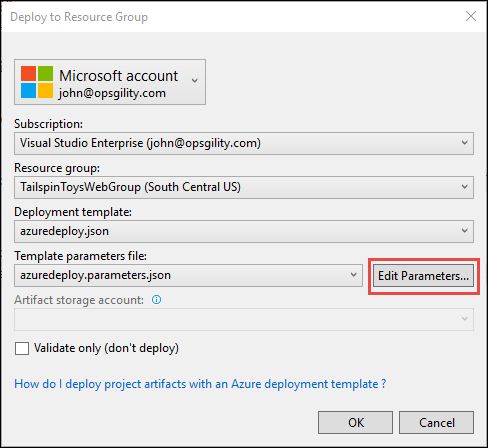 Deploy to Resource Group
Microsoft account
john@opsgility.com
Subscription:
Visual Studio Enterprise (john@opsgility.com)
Resource group:
TailspinToysWebGroup (South Central US)
Deployment template:
azuredeploy.json
Template parameters file:
azuredeploy.parameters.json
Edit Parameters...
Artifact storage account:
Validate only (don't deploy)
How do I deploy project artifacts with an Azure deployment template ?
OK
Cancel